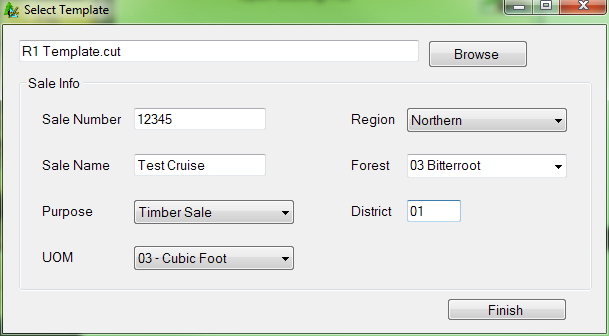 Select Template
R1 Template.cut Browse
Sale Info
Sale Number 12345 Region Northern
Sale Name Test Cruise Forest 03 Bitterroot
Purpose Timber Sale District 01
UOM 03 - Cubic Foot
Finish